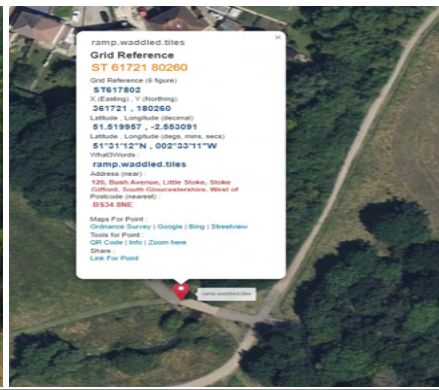 ramp.waddled.tiles
×
Grid Reference
ST 61721 80260
Grid Reference (6 figure)
ST617802
X (Easting) , Y (Northing)
361721 , 180260
Latitude , Longitude (decimal)
51.519957 , -2.553091
Latitude , Longitude (degs, mins, secs)
51°31'12"N , 002°33'11"W
What3Words :
ramp.waddled.tiles
Address (near) :
120, Bush Avenue, Little Stoke, Stoke
Gifford, South Gloucestershire, West of
Postcode (nearest) :
BS34 8NE
Maps For Point :
Ordnance Survey | Google | Bing | Streetview
Tools for Point :
QR Code | Info | Zoom here
Share :
Link For Point
ramp.waddled.tiles